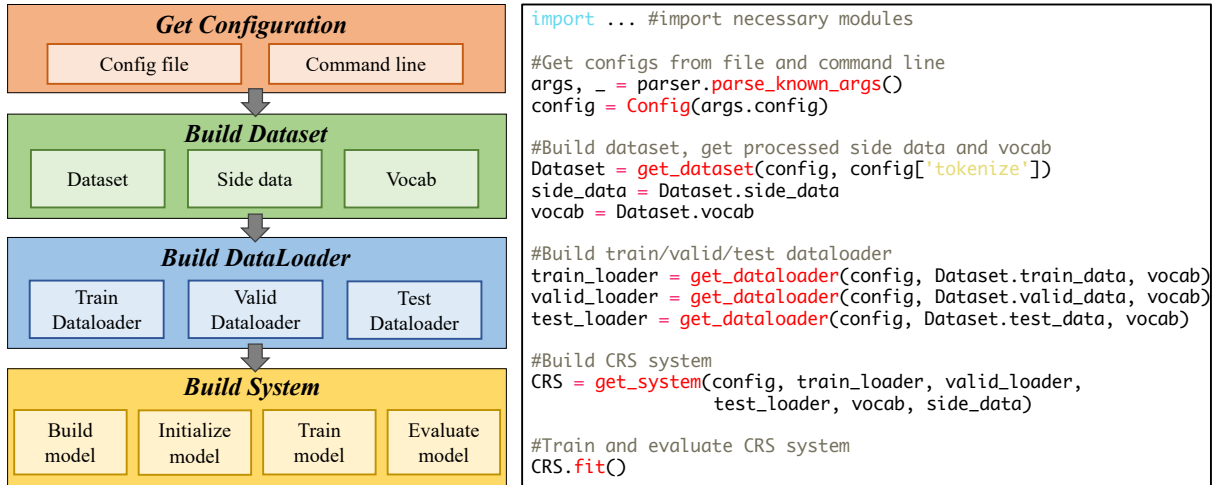 Get Configuration
Config file
Command line
Build Dataset
Dataset
Side data
Vocab
Build DataLoader
Train
Dataloader
Valid
Dataloader
Test
Dataloader
Build System
Build
model
Initialize
model
Train
model
Evaluate
model
import ... #import necessary modules
#Get configs from file and command line
args, _ = parser.parse_known_args()
config = Config(args.config)
#Build dataset, get processed side data and vocab
Dataset = get_dataset(config, config['tokenize'])
side_data = Dataset.side_data
vocab = Dataset.vocab
#Build train/valid/test dataloader
train_loader = get_dataloader(config, Dataset.train_data, vocab)
valid_loader = get_dataloader(config, Dataset.valid_data, vocab)
test_loader = get_dataloader(config, Dataset.test_data, vocab)
#Build CRS system
CRS = get_system(config, train_loader, valid_loader,
test_loader, vocab, side_data)
#Train and evaluate CRS system
CRS.fit()